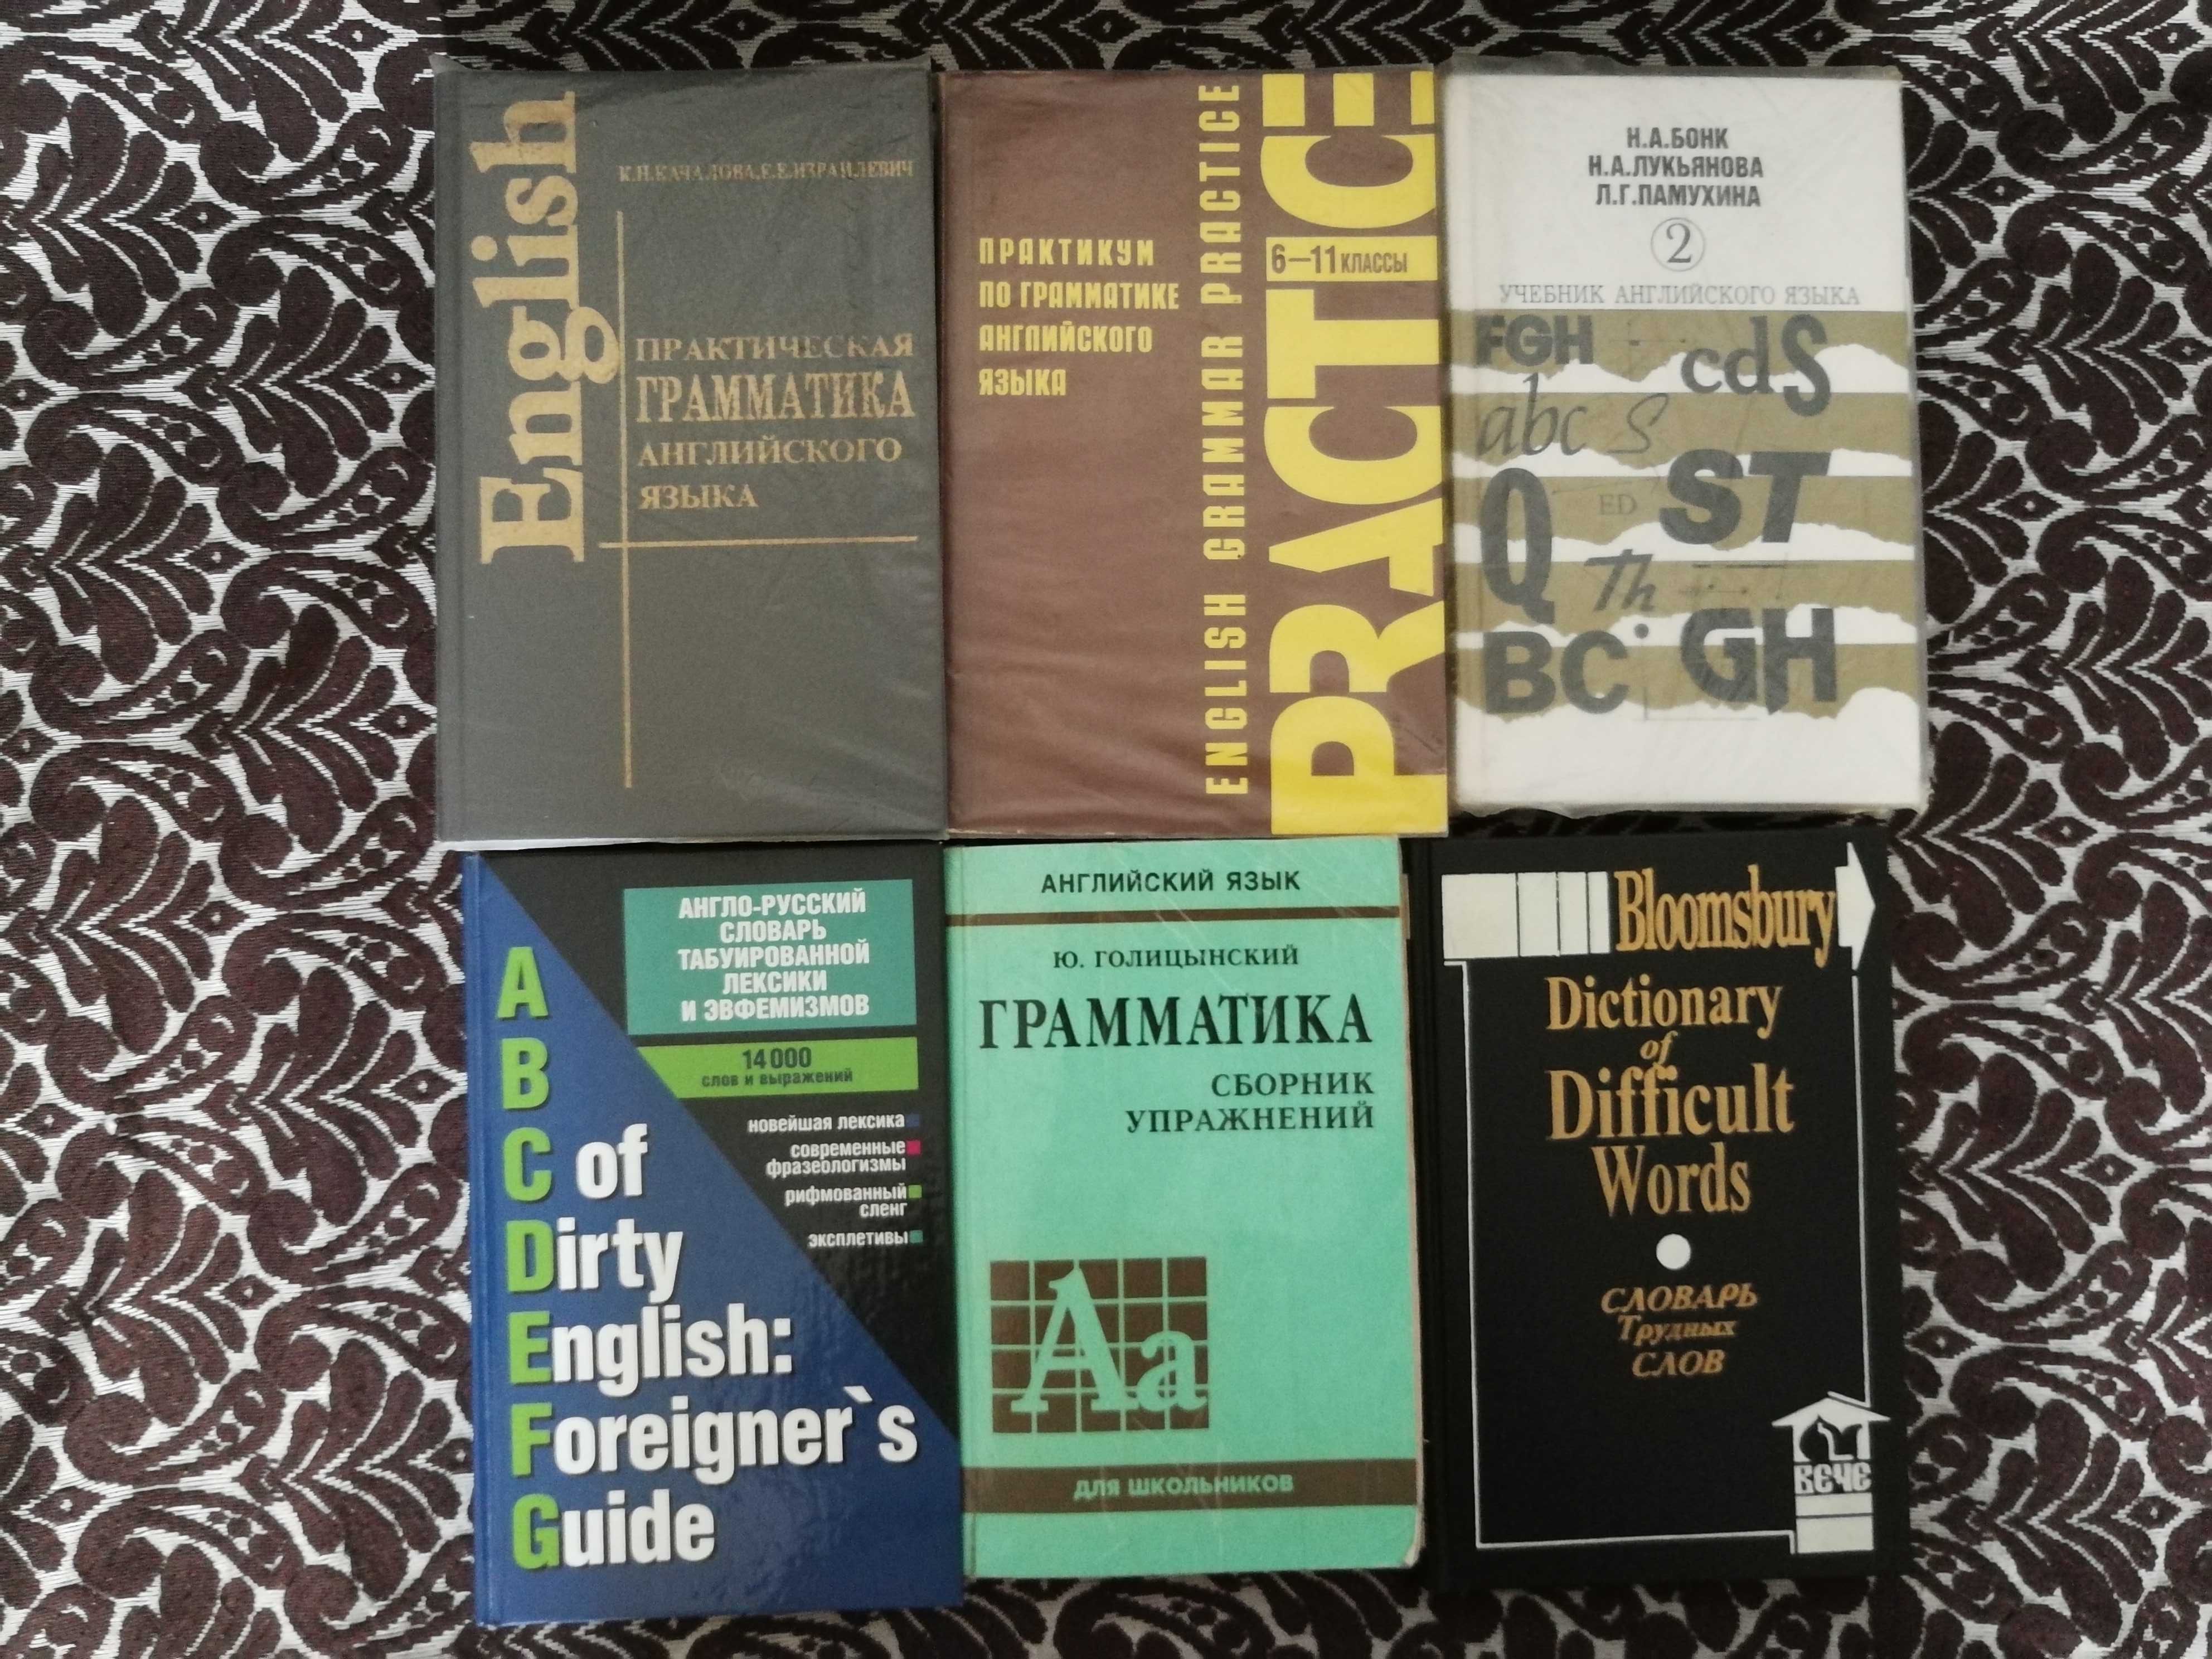 English
К.Н.КАЧАЛОВА, Е.Е.ИЗРАИЛЕВИЧ
ПРАКТИЧЕСКАЯ
ГРАММАТИКА
АНГЛИЙСКОГО
ЯЗЫКА
ПРАКТИКУМ
ПО ГРАММАТИКЕ
АНГЛИЙСКОГО
ЯЗЫКА
ENGLISH GRAMMAR PRACTICE
PRACTICE
6–11 КЛАССЫ
Н.А.БОНК
Н.А.ЛУКЬЯНОВА
Л.Г.ПАМУХИНА
2
УЧЕБНИК АНГЛИЙСКОГО ЯЗЫКА
FGH cdS
abc S
Q ED ST
Th
BC GH
АНГЛО-РУССКИЙ
СЛОВАРЬ
ТАБУИРОВАННОЙ
ЛЕКСИКИ
И ЭВФЕМИЗМОВ
14 000
слов и выражений
новейшая лексика
современные
фразеологизмы
рифмованный
сленг
эксплетивы
A
B
C of
Dirty
English:
Foreigner`s
Guide
АНГЛИЙСКИЙ ЯЗЫК
Ю. ГОЛИЦЫНСКИЙ
ГРАММАТИКА
СБОРНИК
УПРАЖНЕНИЙ
Aa
ДЛЯ ШКОЛЬНИКОВ
Bloomsbury
Dictionary
of
Difficult
Words
СЛОВАРЬ
Трудных
СЛОВ
ВЕЧЕ